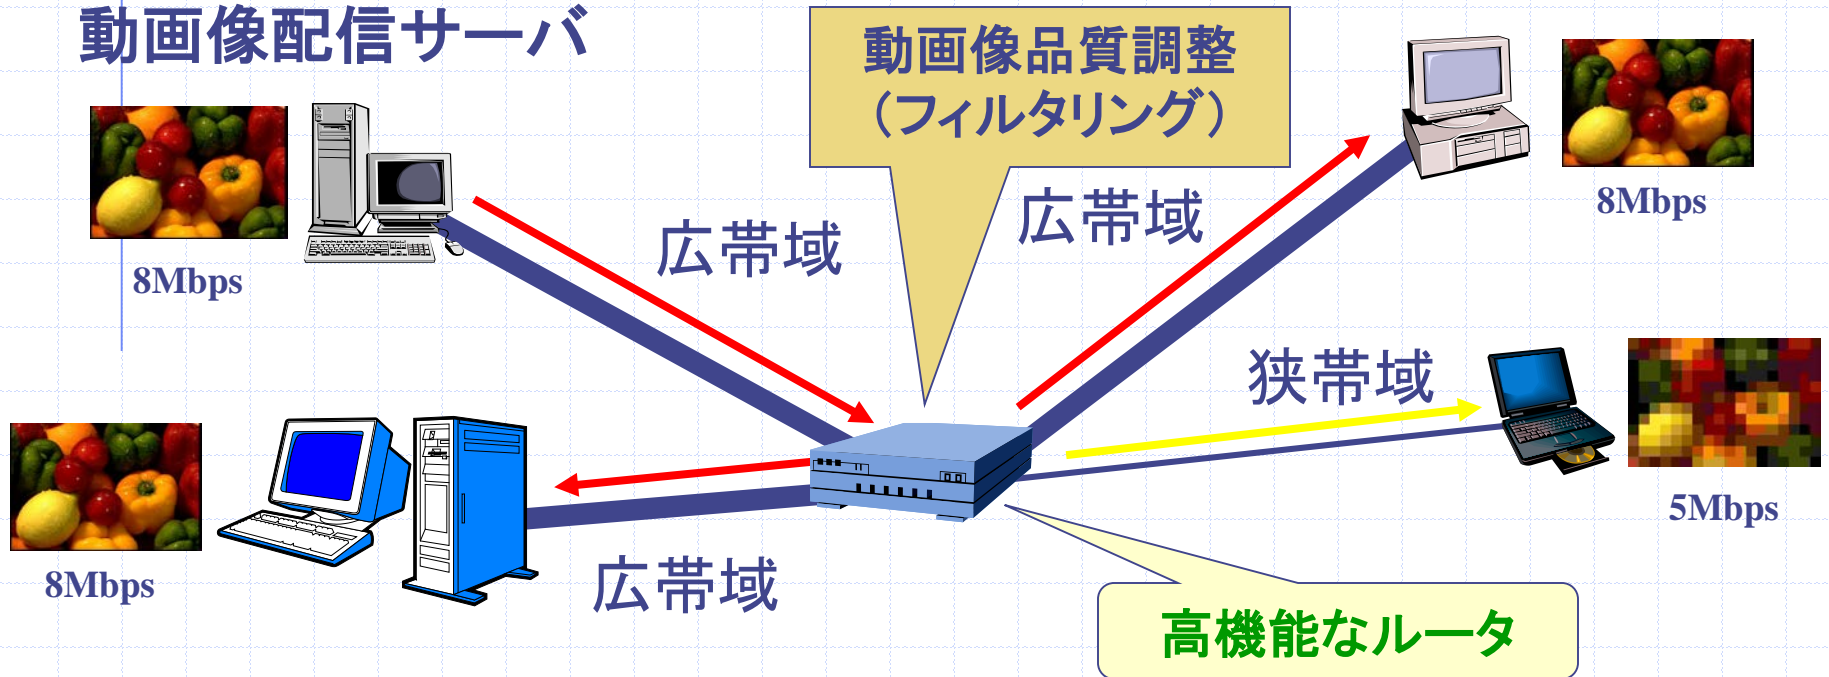 動画像配信サーバ
動画像品質調整
（フィルタリング）
8Mbps
広帯域
広帯域
8Mbps
狭帯域
5Mbps
8Mbps
広帯域
高機能なルータ